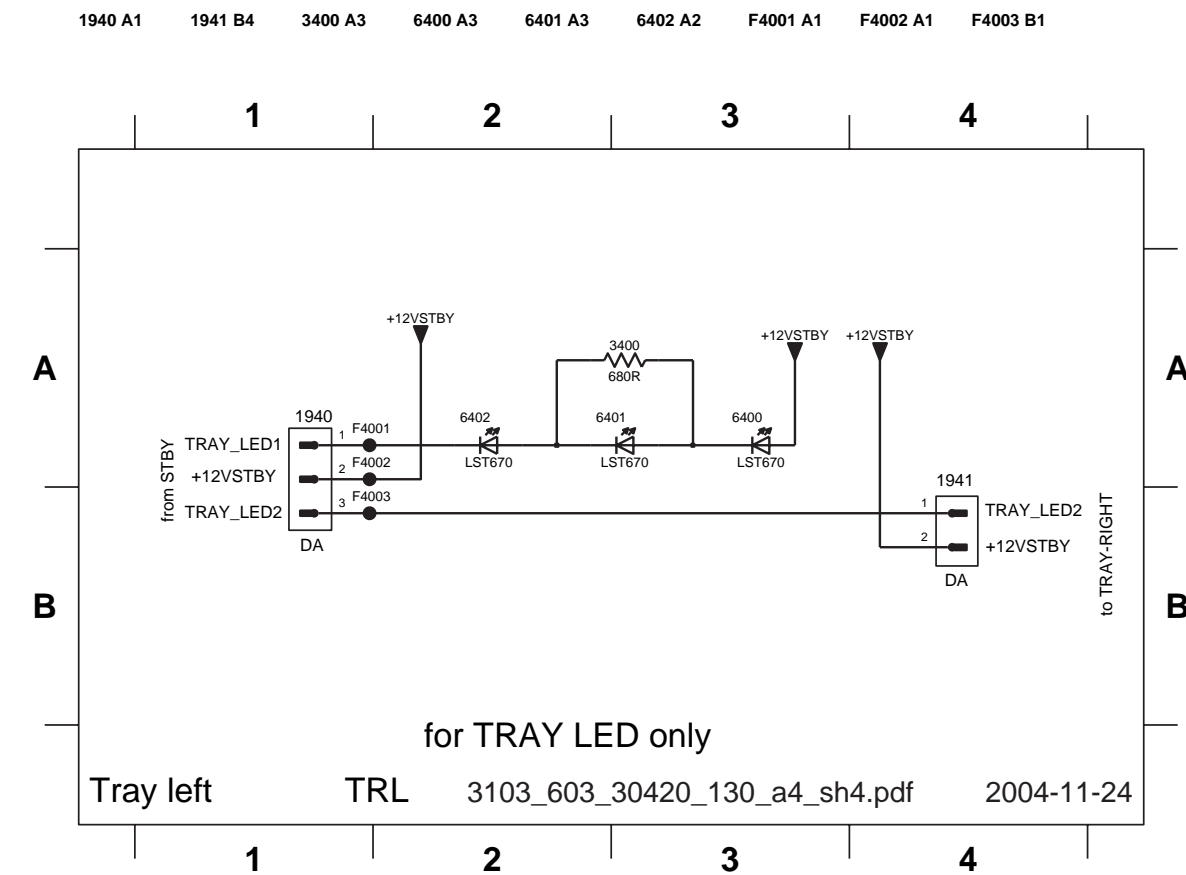 1940 A1 1941 B4 3400 A3 6400 A3 6401 A3 6402 A2 F4001 A1 F4002 A1 F4003 B1
1 2 3 4
+12VSTBY
+12VSTBY +12VSTBY
3400
680R
A A
6402 6401 6400
LST670 LST670 LST670
1940
from STBY
TRAY_LED1 1 F4001
+12VSTBY 2 F4002
TRAY_LED2 3 F4003
DA
1941
1 TRAY_LED2
2 +12VSTBY
DA
to TRAY-RIGHT
B B
for TRAY LED only
Tray left TRL 3103_603_30420_130_a4_sh4.pdf 2004-11-24
1 2 3 4